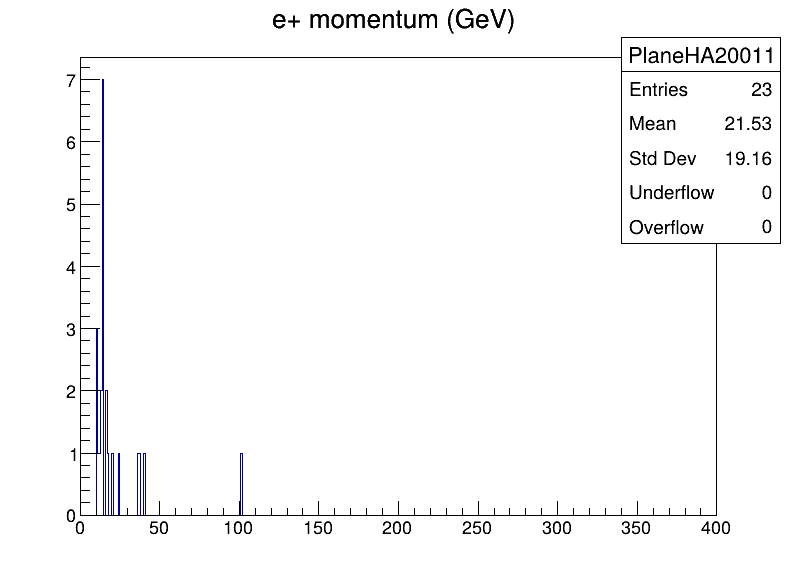 e+ momentum (GeV)
PlaneHA20011
Entries 23
Mean 21.53
Std Dev 19.16
Underflow 0
Overflow 0
7
6
5
4
3
2
1
0
0 50 100 150 200 250 300 350 400